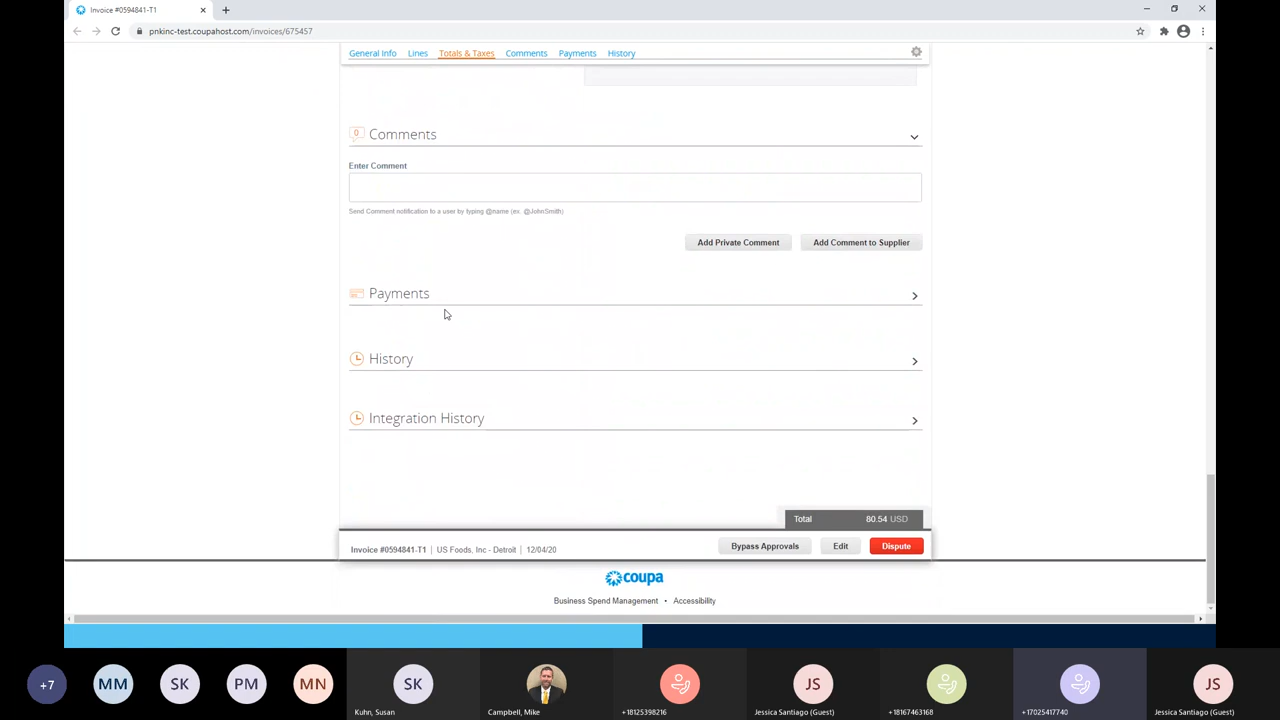 Invoice #0594841-T1
pnkinc-test.coupahost.com/invoices/675457
General Info Lines Totals & Taxes Comments Payments History
0 Comments
Enter Comment
Send Comment notification to a user by typing @name (ex. @JohnSmith)
Add Private Comment Add Comment to Supplier
Payments
History
Integration History
Total 80.54 USD
Invoice #0594841-T1 | US Foods, Inc - Detroit | 12/04/20 Bypass Approvals Edit Dispute
coupa
Business Spend Management • Accessibility
+7 MM SK PM MN SK JS JS
Kuhn, Susan Campbell, Mike +18125398216 Jessica Santiago (Guest) +18167463168 +17025417740 Jessica Santiago (Guest)